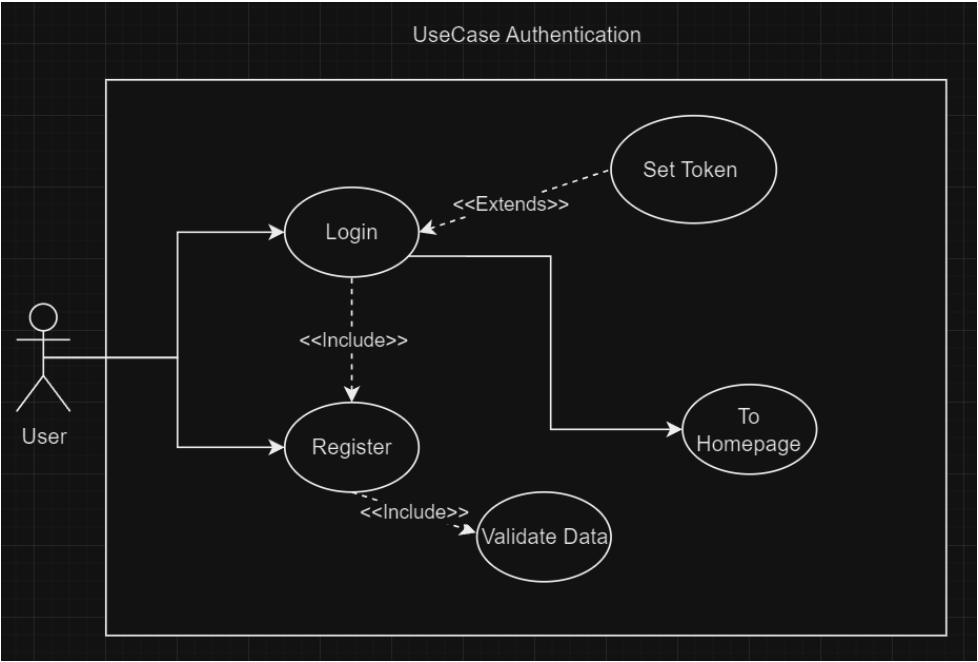 UseCase Authentication
Set Token
<<Extends>>
Login
<<Include>>
User
To
Homepage
Register
<<Include>>
Validate Data